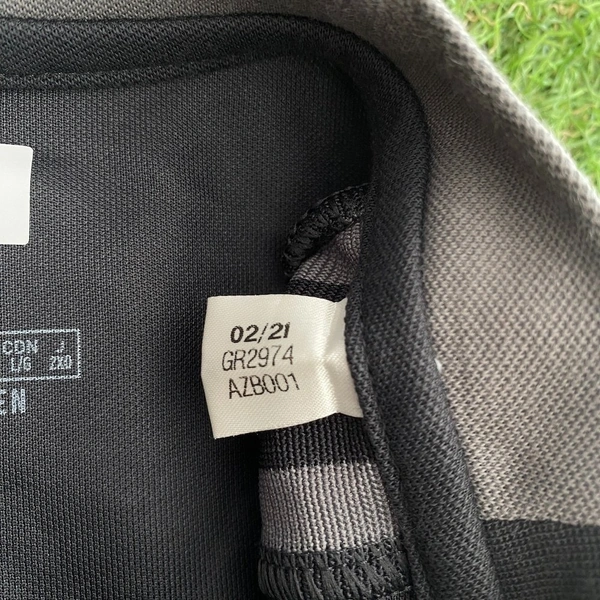 02/21
GR2974
AZB001
CDN J
L/G 2XO
EN